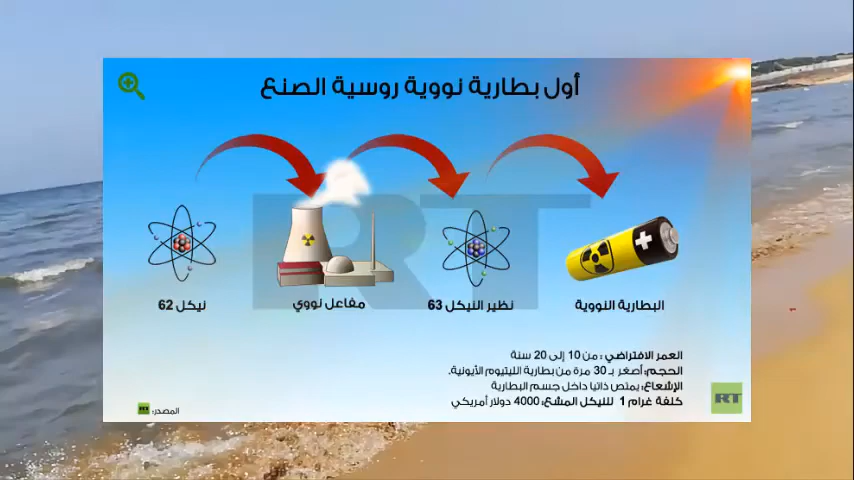 أول بطارية نووية روسية الصنع
RT
نيكل 62
مفاعل نووي
نظير النيكل 63
البطارية النووية
العمر الافتراضي: من 10 إلى 20 سنة
الحجم: أصغر بـ 30 مرة من بطارية الليثيوم الأيونية.
الإشعاع: يمتص ذاتيا داخل جسم البطارية
كلفة غرام 1 للنيكل المشع: 4000 دولار أمريكي
RT
المصدر: RT